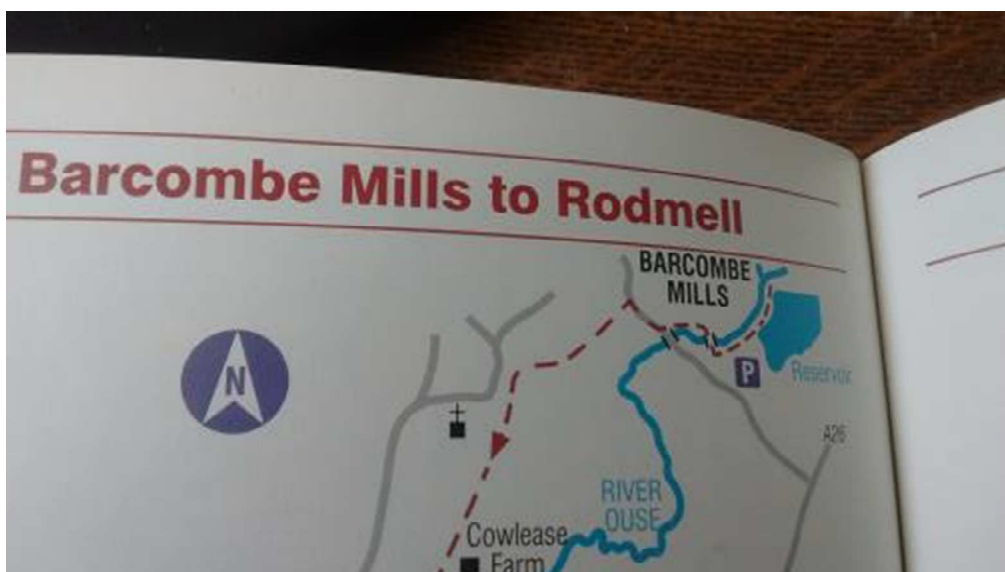 Barcombe Mills to Rodmell
BARCOMBE
MILLS
N
P
Reservoir
A26
RIVER
OUSE
Cowlease
Farm